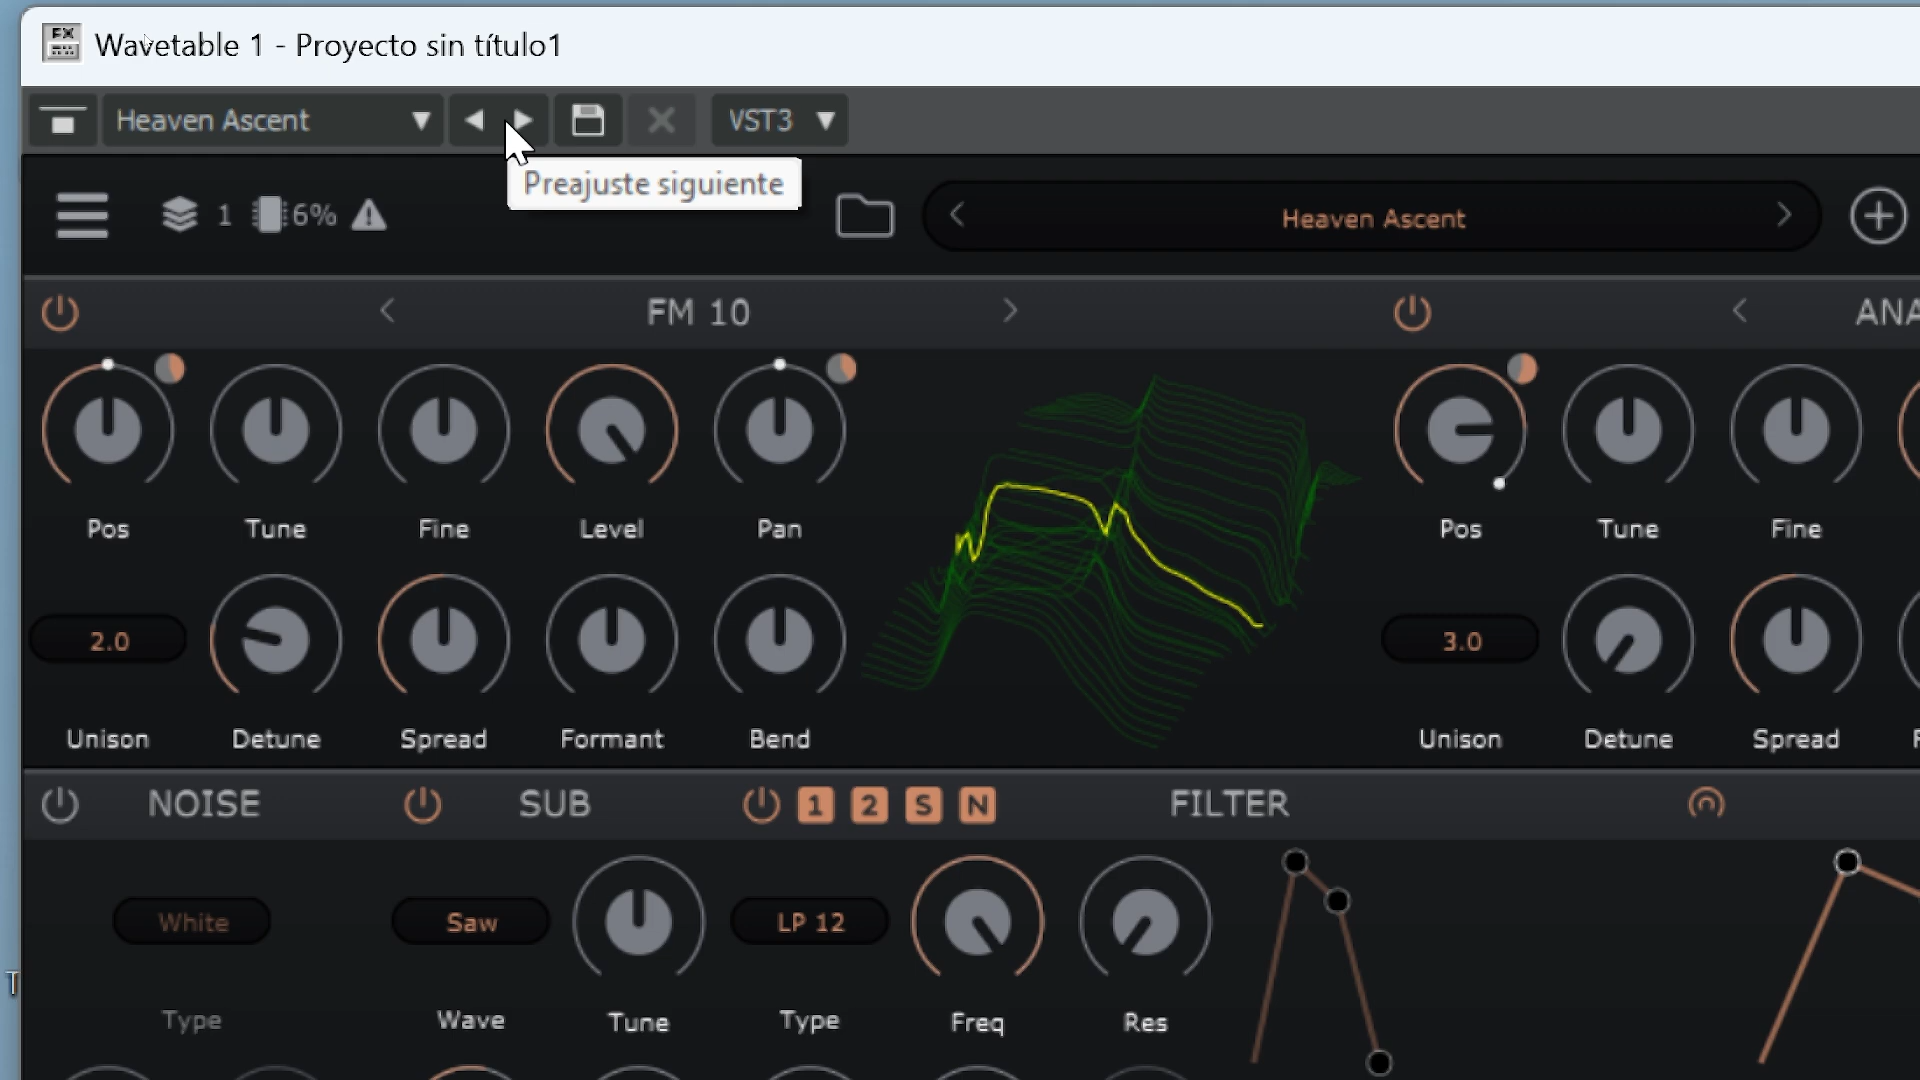 FX
Wavetable 1 - Proyecto sin título1
Heaven Ascent
VST3
Preajuste siguiente
1
6%
Heaven Ascent
FM 10
ANA
Pos
Tune
Fine
Level
Pan
Pos
Tune
Fine
2.0
3.0
Unison
Detune
Spread
Formant
Bend
Unison
Detune
Spread
F
NOISE
SUB
1
2
S
N
FILTER
White
Saw
LP 12
T
Type
Wave
Tune
Type
Freq
Res